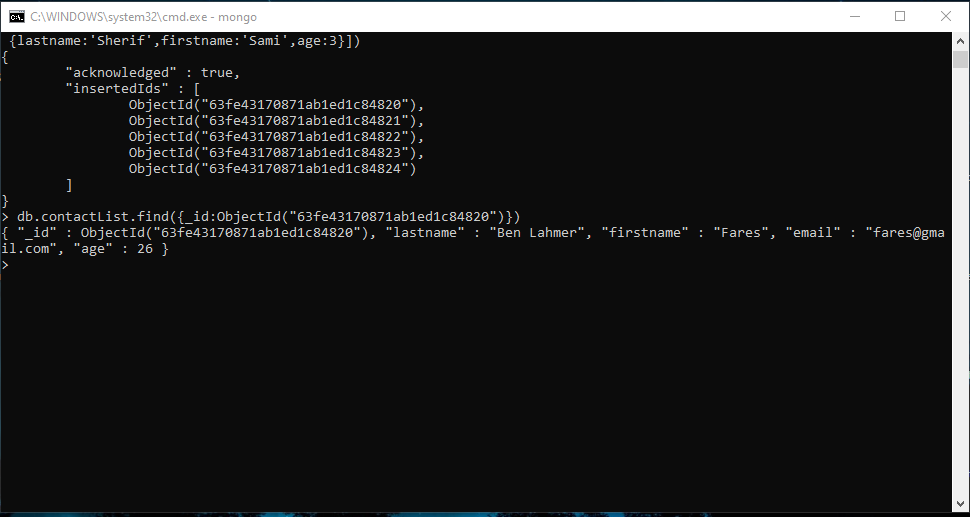 C:\WINDOWS\system32\cmd.exe - mongo
{lastname:'Sherif',firstname:'Sami',age:3}])
{
        "acknowledged" : true,
        "insertedIds" : [
                ObjectId("63fe43170871ab1ed1c84820"),
                ObjectId("63fe43170871ab1ed1c84821"),
                ObjectId("63fe43170871ab1ed1c84822"),
                ObjectId("63fe43170871ab1ed1c84823"),
                ObjectId("63fe43170871ab1ed1c84824")
        ]
}
> db.contactList.find({_id:ObjectId("63fe43170871ab1ed1c84820")})
{ "_id" : ObjectId("63fe43170871ab1ed1c84820"), "lastname" : "Ben Lahmer", "firstname" : "Fares", "email" : "fares@gma
il.com", "age" : 26 }
>